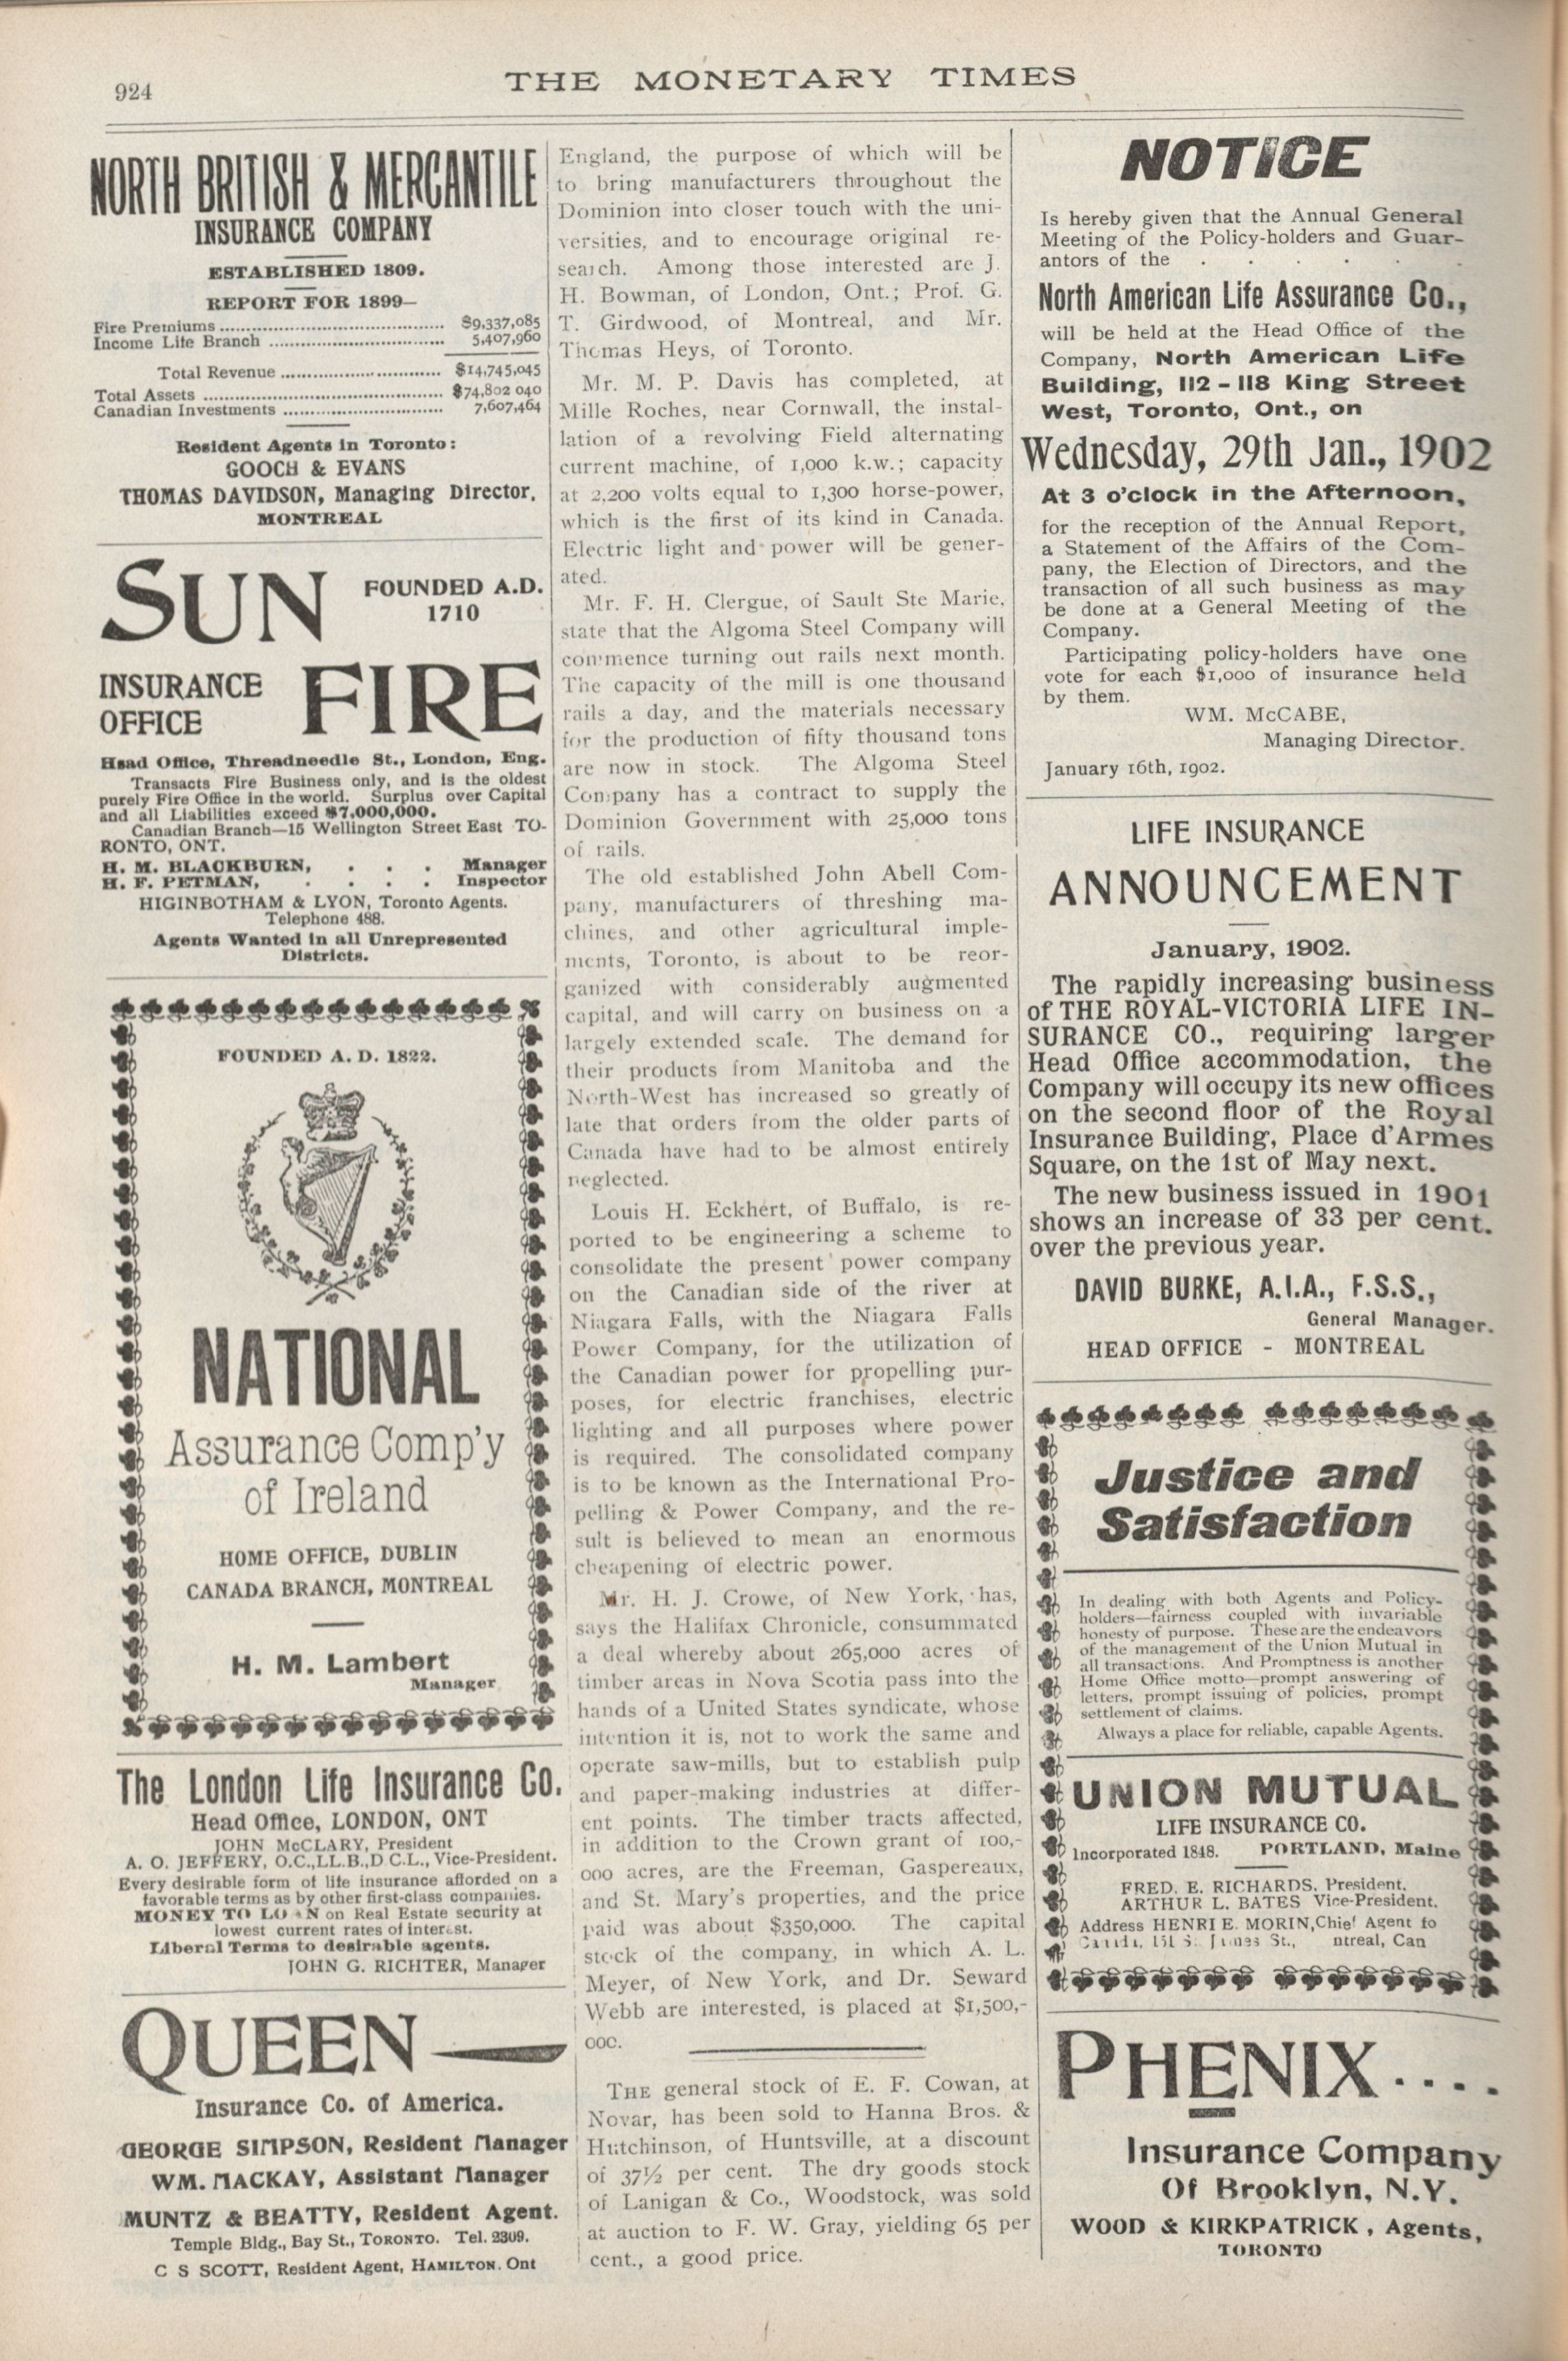 924
THE MONETARY TIMES
NORTH BRITISH & MERCANTILE
INSURANCE COMPANY
ESTABLISHED 1809.
REPORT FOR 1899—
Fire Premiums ............ $9,337,085
Income Life Branch ............ 5,407,960
Total Revenue ............ $14,745,045
Total Assets ............ $74,802 040
Canadian Investments ............ 7,607,464
Resident Agents in Toronto:
GOOCH & EVANS
THOMAS DAVIDSON, Managing Director,
MONTREAL
SUN FOUNDED A.D.
1710
INSURANCE
OFFICE FIRE
Head Office, Threadneedle St., London, Eng.
Transacts Fire Business only, and is the oldest
purely Fire Office in the world. Surplus over Capital
and all Liabilities exceed $7,000,000.
Canadian Branch—15 Wellington Street East TO-
RONTO, ONT.
H. M. BLACKBURN, . . . Manager
H. F. PETMAN, . . . . Inspector
HIGINBOTHAM & LYON, Toronto Agents.
Telephone 488.
Agents Wanted in all Unrepresented
Districts.
FOUNDED A. D. 1822.
NATIONAL
Assurance Comp'y
of Ireland
HOME OFFICE, DUBLIN
CANADA BRANCH, MONTREAL
H. M. Lambert
Manager
The London Life Insurance Co.
Head Office, LONDON, ONT
JOHN McCLARY, President
A. O. JEFFERY, O.C.,LL.B.,D C.L., Vice-President.
Every desirable form of life insurance afforded on a
favorable terms as by other first-class companies.
MONEY TO LO N on Real Estate security at
lowest current rates of interest.
Liberal Terms to desirable agents.
JOHN G. RICHTER, Manager
QUEEN
Insurance Co. of America.
GEORGE SIMPSON, Resident Manager
WM. MACKAY, Assistant Manager
MUNTZ & BEATTY, Resident Agent.
Temple Bldg., Bay St., TORONTO. Tel. 2309.
C S SCOTT, Resident Agent, HAMILTON. Ont
England, the purpose of which will be
to bring manufacturers throughout the
Dominion into closer touch with the uni-
versities, and to encourage original re-
search. Among those interested are J.
H. Bowman, of London, Ont.; Prof. G.
T. Girdwood, of Montreal, and Mr.
Thomas Heys, of Toronto.
Mr. M. P. Davis has completed, at
Mille Roches, near Cornwall, the instal-
lation of a revolving Field alternating
current machine, of 1,000 k.w.; capacity
at 2,200 volts equal to 1,300 horse-power,
which is the first of its kind in Canada.
Electric light and power will be gener-
ated.
Mr. F. H. Clergue, of Sault Ste Marie,
state that the Algoma Steel Company will
commence turning out rails next month.
The capacity of the mill is one thousand
rails a day, and the materials necessary
for the production of fifty thousand tons
are now in stock. The Algoma Steel
Company has a contract to supply the
Dominion Government with 25,000 tons
of rails.
The old established John Abell Com-
pany, manufacturers of threshing ma-
chines, and other agricultural imple-
ments, Toronto, is about to be reor-
ganized with considerably augmented
capital, and will carry on business on a
largely extended scale. The demand for
their products from Manitoba and the
North-West has increased so greatly of
late that orders from the older parts of
Canada have had to be almost entirely
neglected.
Louis H. Eckhert, of Buffalo, is re-
ported to be engineering a scheme to
consolidate the present power company
on the Canadian side of the river at
Niagara Falls, with the Niagara Falls
Power Company, for the utilization of
the Canadian power for propelling pur-
poses, for electric franchises, electric
lighting and all purposes where power
is required. The consolidated company
is to be known as the International Pro-
pelling & Power Company, and the re-
sult is believed to mean an enormous
cheapening of electric power.
Mr. H. J. Crowe, of New York, has,
says the Halifax Chronicle, consummated
a deal whereby about 265,000 acres of
timber areas in Nova Scotia pass into the
hands of a United States syndicate, whose
intention it is, not to work the same and
operate saw-mills, but to establish pulp
and paper-making industries at differ-
ent points. The timber tracts affected,
in addition to the Crown grant of 100,-
000 acres, are the Freeman, Gaspereaux,
and St. Mary's properties, and the price
paid was about $350,000. The capital
stock of the company, in which A. L.
Meyer, of New York, and Dr. Seward
Webb are interested, is placed at $1,500,-
000.
THE general stock of E. F. Cowan, at
Novar, has been sold to Hanna Bros. &
Hutchinson, of Huntsville, at a discount
of 37½ per cent. The dry goods stock
of Lanigan & Co., Woodstock, was sold
at auction to F. W. Gray, yielding 65 per
cent., a good price.
NOTICE
Is hereby given that the Annual General
Meeting of the Policy-holders and Guar-
antors of the . . . . . .
North American Life Assurance Co.,
will be held at the Head Office of the
Company, North American Life
Building, 112-118 King Street
West, Toronto, Ont., on
Wednesday, 29th Jan., 1902
At 3 o'clock in the Afternoon,
for the reception of the Annual Report,
a Statement of the Affairs of the Com-
pany, the Election of Directors, and the
transaction of all such business as may
be done at a General Meeting of the
Company.
Participating policy-holders have one
vote for each $1,000 of insurance held
by them.
WM. McCABE,
Managing Director.
January 16th, 1902.
LIFE INSURANCE
ANNOUNCEMENT
January, 1902.
The rapidly increasing business
of THE ROYAL-VICTORIA LIFE IN-
SURANCE CO., requiring larger
Head Office accommodation, the
Company will occupy its new offices
on the second floor of the Royal
Insurance Building, Place d'Armes
Square, on the 1st of May next.
The new business issued in 1901
shows an increase of 33 per cent.
over the previous year.
DAVID BURKE, A.I.A., F.S.S.,
General Manager.
HEAD OFFICE - MONTREAL
Justice and
Satisfaction
In dealing with both Agents and Policy-
holders—fairness coupled with invariable
honesty of purpose. These are the endeavors
of the management of the Union Mutual in
all transactions. And Promptness is another
Home Office motto—prompt answering of
letters, prompt issuing of policies, prompt
settlement of claims.
Always a place for reliable, capable Agents.
UNION MUTUAL
LIFE INSURANCE CO.
Incorporated 1848. PORTLAND, Maine
FRED. E. RICHARDS, President.
ARTHUR L. BATES Vice-President.
Address HENRI E. MORIN, Chief Agent fo
Canada, 151 S. James St., ntreal, Can
PHENIX....
Insurance Company
Of Brooklyn, N.Y.
WOOD & KIRKPATRICK, Agents,
TORONTO